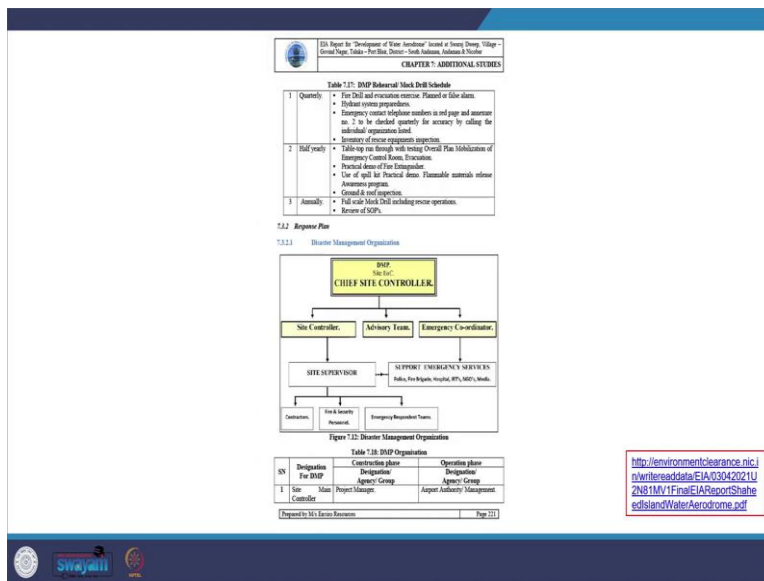 EIA Report for "Development of Water Aerodrome" located at Swaraj Dweep, Village –
Govind Nagar, Taluka – Port Blair, District – South Andaman, Andaman & Nicobar
CHAPTER 7: ADDITIONAL STUDIES
Table 7.17: DMP Rehearsal/ Mock Drill Schedule
1 Quarterly. • Fire Drill and evacuation exercise. Planned or false alarm.
• Hydrant system preparedness.
• Emergency contact telephone numbers in red page and annexure
no. 2 to be checked quarterly for accuracy by calling the
individual/ organization listed.
• Inventory of rescue equipments inspection.
2 Half yearly • Table-top run through with testing Overall Plan Mobilization of
Emergency Control Room, Evacuation.
• Practical demo of Fire Extinguisher.
• Use of spill kit Practical demo. Flammable materials release
Awareness program.
• Ground & roof inspection.
3 Annually. • Full scale Mock Drill including rescue operations.
• Review of SOP's.
7.3.2 Response Plan
7.3.2.1 Disaster Management Organization
DMP.
CHIEF SITE CONTROLLER.
Site Controller. Advisory Team. Emergency Co-ordinator.
SITE SUPERVISOR
SUPPORT EMERGENCY SERVICES
Police, Fire Brigade, Hospital, NGO's, Media.
Contractors.
Fire & Security
Personnel.
Emergency Respondent Teams.
Figure 7.12: Disaster Management Organization
Table 7.18: DMP Organisation
SN Designation For DMP Construction phase Operation phase
Designation/ Agency/ Group Designation/ Agency/ Group
1 Site Main Controller Project Manager. Airport Authority/ Management.
Prepared by M/s Enviro Resources Page 221
http://environmentclearance.nic.i
n/writereaddata/EIA/03042021U
2N81MV1FinalEIAReportShahe
edIslandWaterAerodrome.pdf
swayam
NPTEL